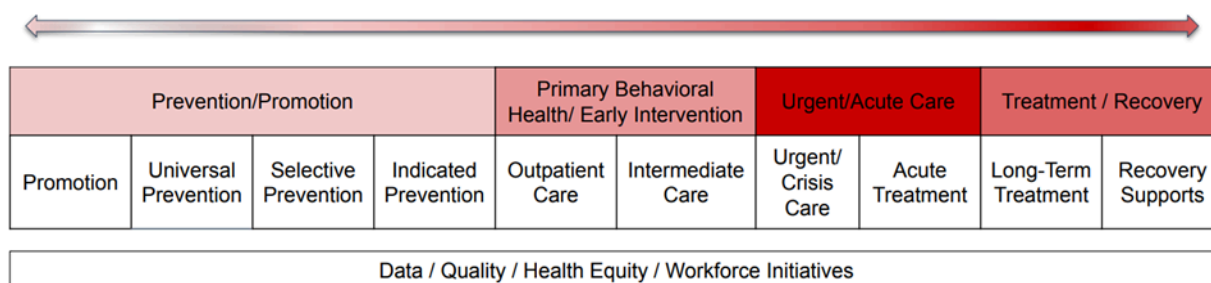 Prevention/Promotion
Primary Behavioral
Health/ Early Intervention
Urgent/Acute Care
Treatment / Recovery
Promotion
Universal
Prevention
Selective
Prevention
Indicated
Prevention
Outpatient
Care
Intermediate
Care
Urgent/
Crisis
Care
Acute
Treatment
Long-Term
Treatment
Recovery
Supports
Data / Quality / Health Equity / Workforce Initiatives